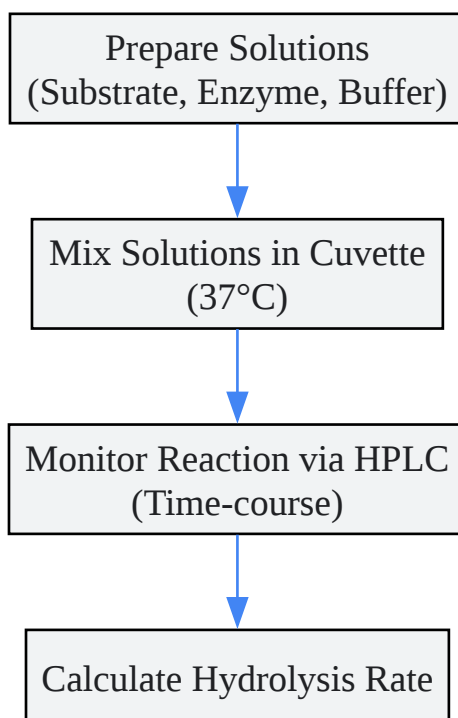 Prepare Solutions
(Substrate, Enzyme, Buffer)
Mix Solutions in Cuvette
(37°C)
Monitor Reaction via HPLC
(Time-course)
Calculate Hydrolysis Rate